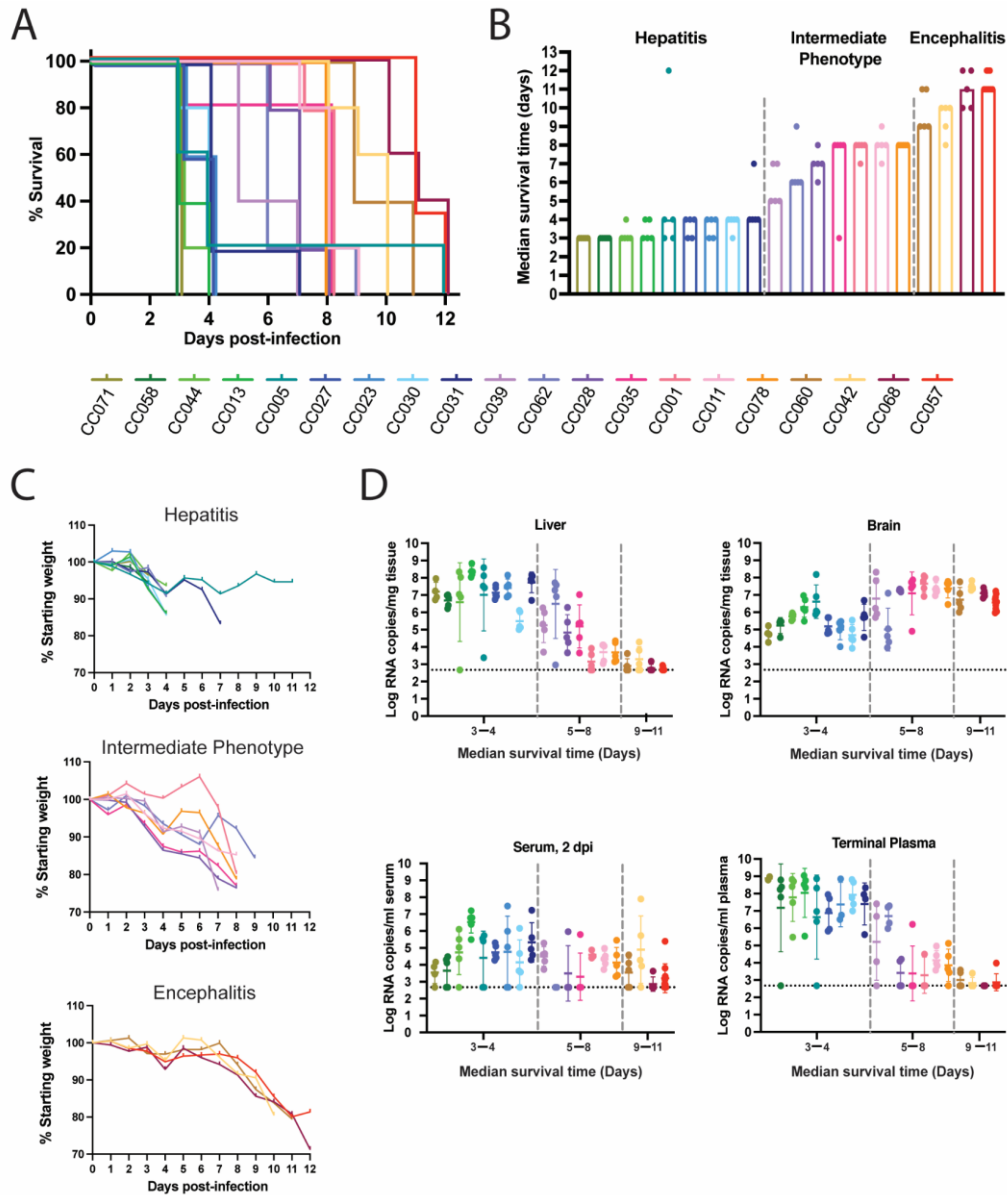 A
100
80
60
40
20
0
% Survival
0 2 4 6 8 10 12
Days post-infection
B
Hepatitis
Intermediate
Phenotype
Encephalitis
13
12
11
10
9
8
7
6
5
4
3
2
1
0
Median survival time (days)
CC071
CC058
CC044
CC013
CC005
CC027
CC023
CC030
CC031
CC039
CC062
CC028
CC035
CC001
CC011
CC078
CC060
CC042
CC068
CC057
C
Hepatitis
110
100
90
80
70
% Starting weight
0 1 2 3 4 5 6 7 8 9 10 11 12
Days post-infection
Intermediate Phenotype
110
100
90
80
70
% Starting weight
0 1 2 3 4 5 6 7 8 9 10 11 12
Days post-infection
Encephalitis
110
100
90
80
70
% Starting weight
0 1 2 3 4 5 6 7 8 9 10 11 12
Days post-infection
D
Liver
10
9
8
7
6
5
4
3
2
1
0
Log RNA copies/mg tissue
3—4 5—8 9—11
Median survival time (Days)
Brain
10
9
8
7
6
5
4
3
2
1
0
Log RNA copies/mg tissue
3—4 5—8 9—11
Median survival time (Days)
Serum, 2 dpi
10
9
8
7
6
5
4
3
2
1
0
Log RNA copies/ml serum
3—4 5—8 9—11
Median survival time (Days)
Terminal Plasma
10
9
8
7
6
5
4
3
2
1
0
Log RNA copies/ml plasma
3—4 5—8 9—11
Median survival time (Days)